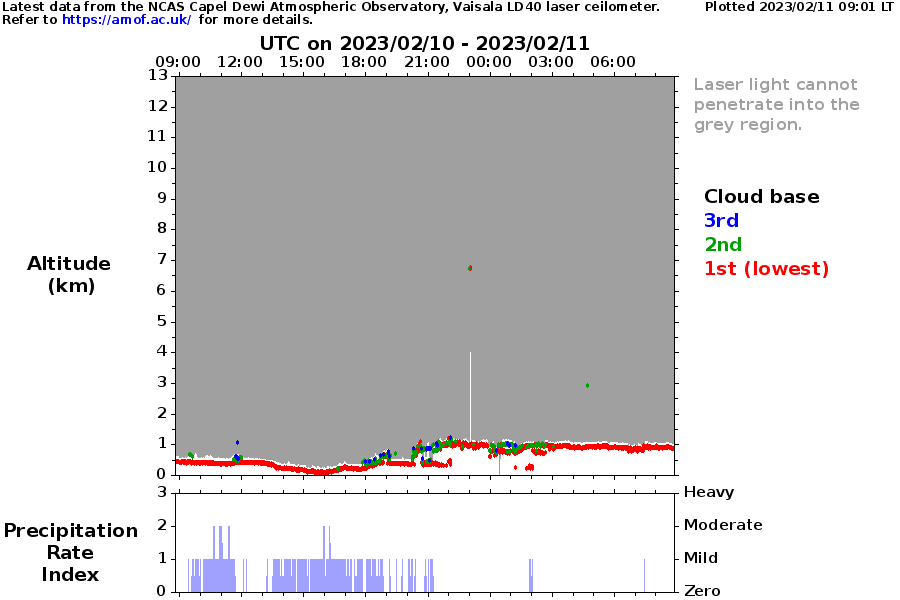 Latest data from the NCAS Capel Dewi Atmospheric Observatory, Vaisala LD40 laser ceilometer.
Plotted 2023/02/11 09:01 LT
Refer to https://amof.ac.uk/ for more details.
UTC on 2023/02/10 - 2023/02/11
09:00 12:00 15:00 18:00 21:00 00:00 03:00 06:00
13
12
11
10
9
8
7
6
5
4
3
2
1
0
Altitude
(km)
Laser light cannot
penetrate into the
grey region.
Cloud base
3rd
2nd
1st (lowest)
3 Heavy
2 Moderate
1 Mild
0 Zero
Precipitation
Rate
Index